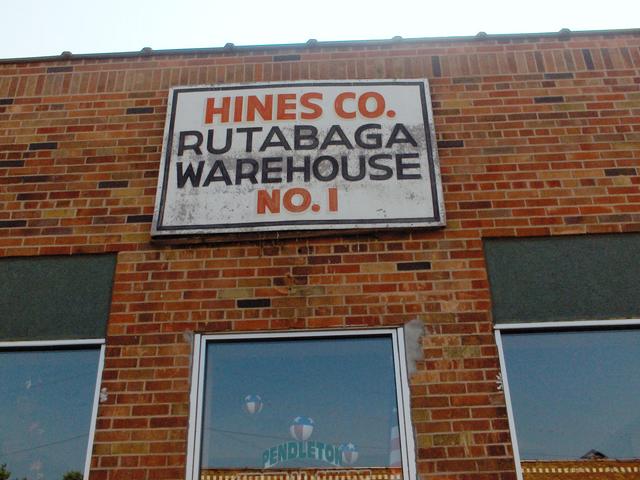 HINES CO.
RUTABAGA
WAREHOUSE
NO. 1
PENDLETON